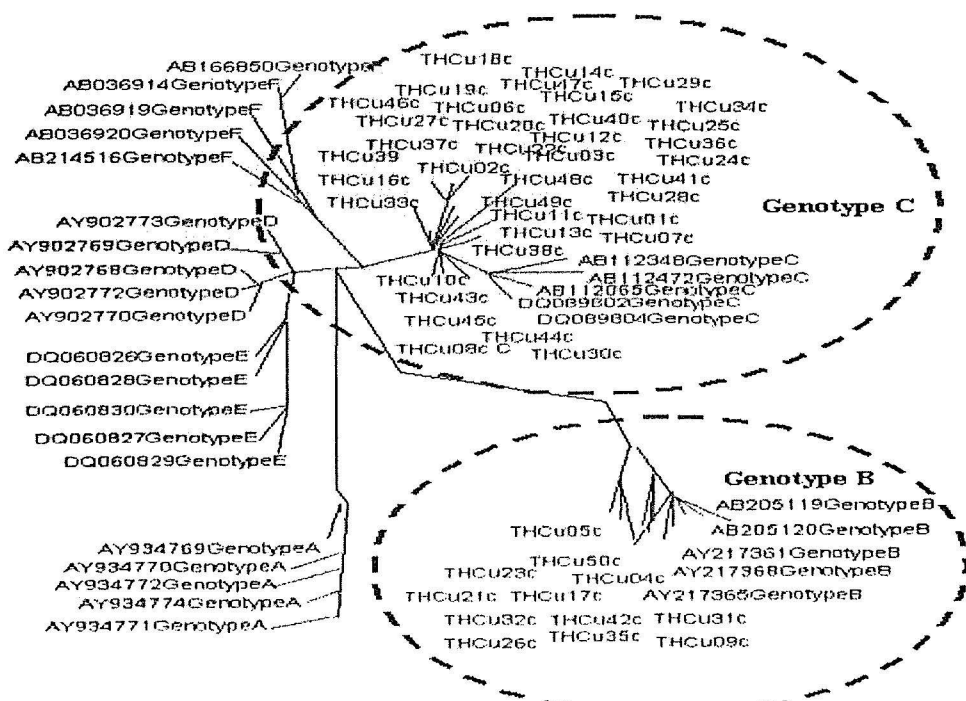 AB166850GenotypeF
AB036914GenotypeF
AB036919GenotypeF
AB036920GenotypeF
AB214516GenotypeF
AY902773GenotypeD
AY902769GenotypeD
AY902768GenotypeD
AY902772GenotypeD
AY902770GenotypeD
DQ060826GenotypeE
DQ060828GenotypeE
DQ060830GenotypeE
DQ060827GenotypeE
DQ060829GenotypeE
AY934769GenotypeA
AY934770GenotypeA
AY934772GenotypeA
AY934774GenotypeA
AY934771GenotypeA
THCu18c
THCu14c
THCu19c
THCu47c
THCu29c
THCu46c
THCu06c
THCu15c
THCu34c
THCu27c
THCu20c
THCu40c
THCu25c
THCu37c
THCu22c
THCu12c
THCu36c
THCu39
THCu02c
THCu03c
THCu24c
THCu16c
THCu48c
THCu41c
THCu33c
THCu49c
THCu28c
THCu11c
THCu01c
Genotype C
THCu13c
THCu07c
THCu38c
AB112348GenotypeC
THCu10c
AB112472GenotypeC
AB112065GenotypeC
THCu43c
DQ089802GenotypeC
THCu45c
DQ089804GenotypeC
THCu44c
THCu08c C
THCu30c
Genotype B
AB205119GenotypeB
THCu05c
AB205120GenotypeB
THCu50c
AY217361GenotypeB
THCu23c
THCu04c
AY217368GenotypeB
THCu21c
THCu17c
AY217365GenotypeB
THCu32c
THCu42c
THCu31c
THCu26c
THCu35c
THCu09c